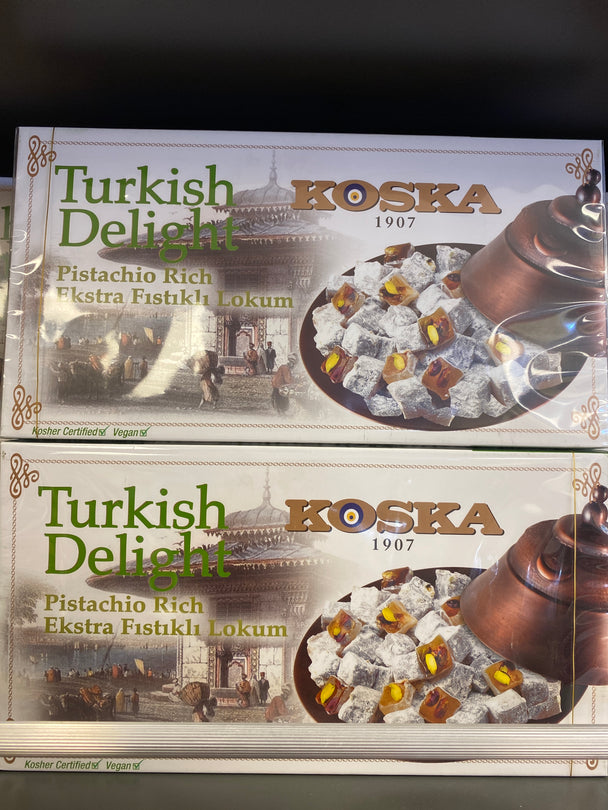 Turkish
Delight
KOSKA
1907
Pistachio Rich
Ekstra Fıstıklı Lokum
Kosher Certified Vegan
Turkish
Delight
KOSKA
1907
Pistachio Rich
Ekstra Fıstıklı Lokum
Kosher Certified Vegan